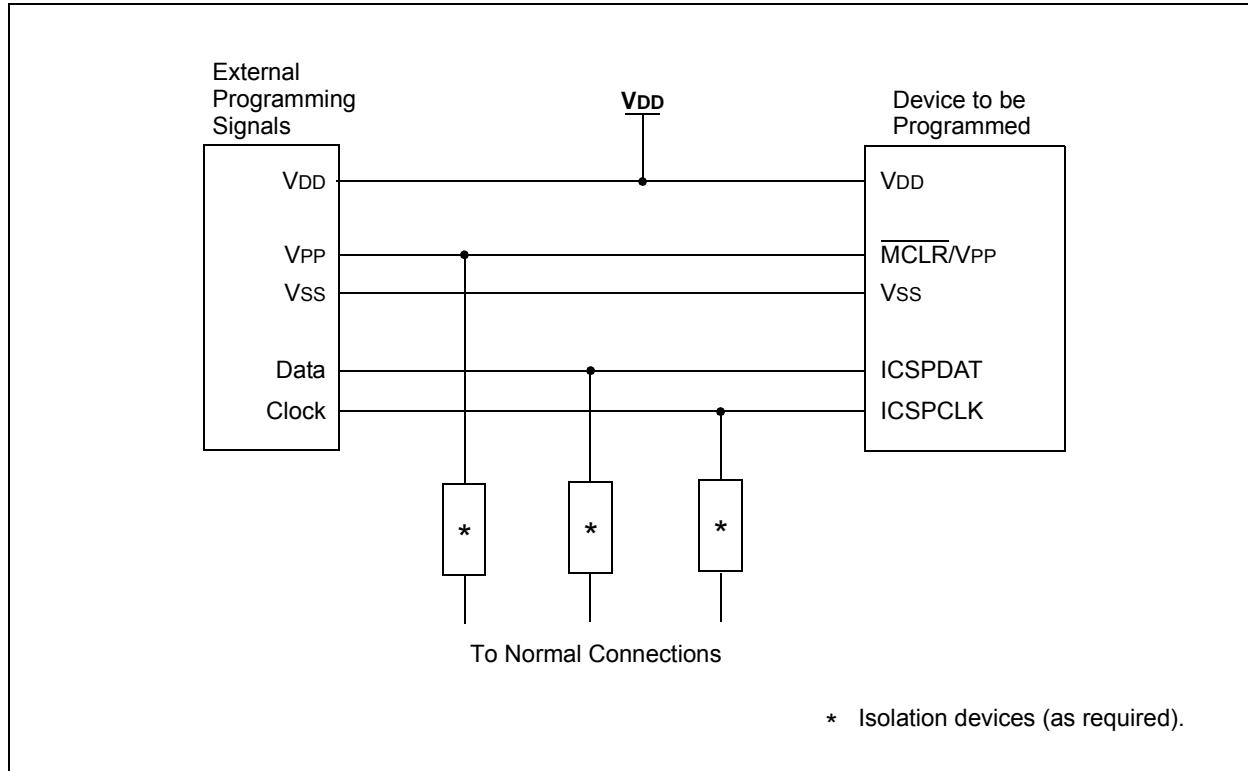 External
Programming
Signals
VDD
Device to be
Programmed
VDD
VPP
VSS
Data
Clock
VDD
MCLR/VPP
VSS
ICSPDAT
ICSPCLK
* * *
To Normal Connections
* Isolation devices (as required).